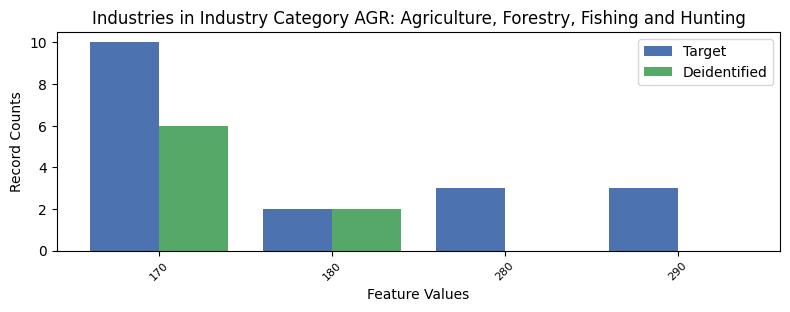 Industries in Industry Category AGR: Agriculture, Forestry, Fishing and Hunting
Target
Deidentified
Record Counts
10
8
6
4
2
0
170
180
280
290
Feature Values